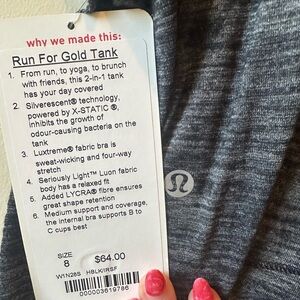 why we made this:
Run For Gold Tank
1. From run, to yoga, to brunch
with friends, this 2-in-1 tank
has your day covered
2. Silverescent® technology,
powered by X-STATIC ®,
inhibits the growth of
odour-causing bacteria on the
tank
3. Luxtreme® fabric bra is
sweat-wicking and four-way
stretch
4. Seriously Light™ Luon fabric
body has a relaxed fit
5. Added LYCRA® fibre ensures
great shape retention
6. Medium support and coverage,
the internal bra supports B to
C cups best
SIZE
8
$64.00
W1N28S HBLK/IRSF
000003619786